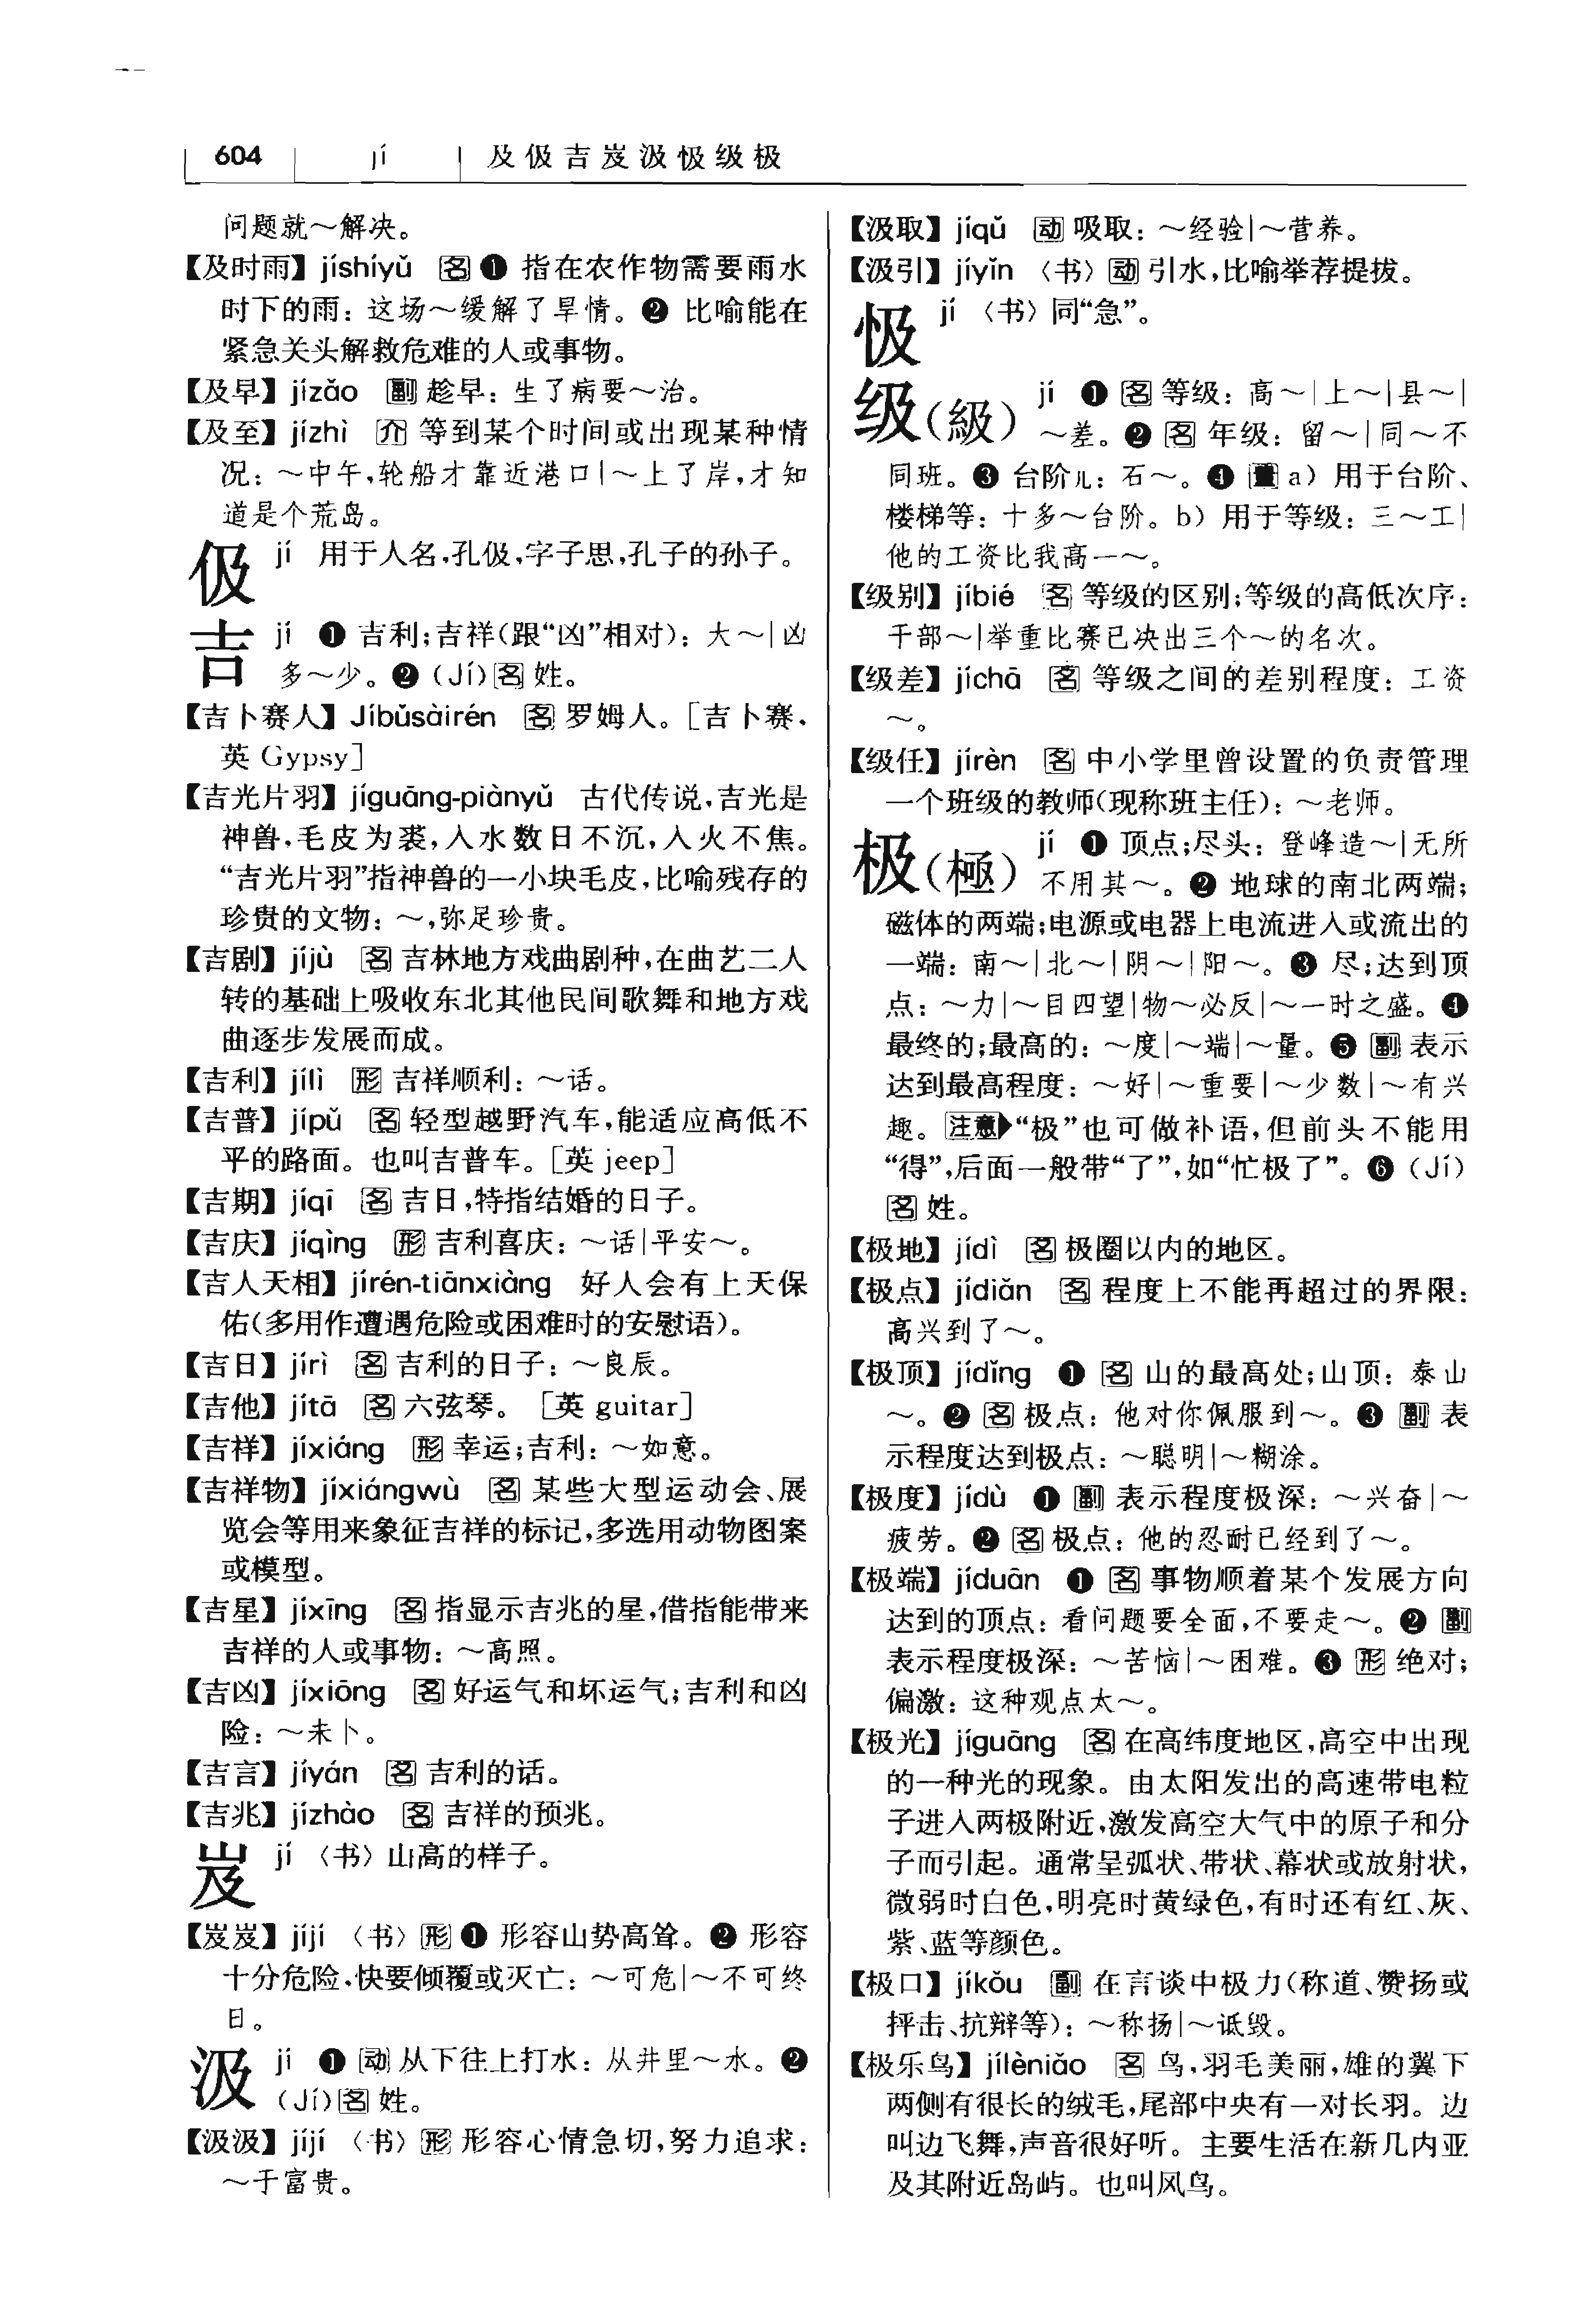 604 jí 及伋吉岌汲忣级极
问题就～解决。
【及时雨】jíshíyǔ 名❶ 指在农作物需要雨水
时下的雨：这场～缓解了旱情。❷ 比喻能在
紧急关头解救危难的人或事物。
【及早】jízǎo 副 趁早：生了病要～治。
【及至】jízhì 介 等到某个时间或出现某种情
况：～中午，轮船才靠近港口|～上了岸，才知
道是个荒岛。
伋 jí 用于人名，孔伋，字子思，孔子的孙子。
吉 jí ❶ 吉利；吉祥（跟“凶”相对）：大～|凶
多～少。❷（Jí）名 姓。
【吉卜赛人】Jíbǔsàirén 名 罗姆人。［吉卜赛，
英 Gypsy］
【吉光片羽】jíguāng-piànyǔ 古代传说，吉光是
神兽，毛皮为裘，入水数日不沉，入火不焦。
“吉光片羽”指神兽的一小块毛皮，比喻残存的
珍贵的文物：～，弥足珍贵。
【吉剧】jíjù 名 吉林地方戏曲剧种，在曲艺二人
转的基础上吸收东北其他民间歌舞和地方戏
曲逐步发展而成。
【吉利】jílì 形 吉祥顺利：～话。
【吉普】jípǔ 名 轻型越野汽车，能适应高低不
平的路面。也叫吉普车。［英 jeep］
【吉期】jíqī 名 吉日，特指结婚的日子。
【吉庆】jíqìng 形 吉利喜庆：～话|平安～。
【吉人天相】jírén-tiānxiàng 好人会有上天保
佑（多用作遭遇危险或困难时的安慰语）。
【吉日】jírì 名 吉利的日子：～良辰。
【吉他】jítā 名 六弦琴。［英 guitar］
【吉祥】jíxiáng 形 幸运；吉利：～如意。
【吉祥物】jíxiángwù 名 某些大型运动会、展
览会等用来象征吉祥的标记，多选用动物图案
或模型。
【吉星】jíxīng 名 指显示吉兆的星，借指能带来
吉祥的人或事物：～高照。
【吉凶】jíxiōng 名 好运气和坏运气；吉利和凶
险：～未卜。
【吉言】jíyán 名 吉利的话。
【吉兆】jízhào 名 吉祥的预兆。
岌 jí〈书〉山高的样子。
【岌岌】jíjí〈书〉形❶ 形容山势高耸。❷ 形容
十分危险，快要倾覆或灭亡：～可危|～不可终
日。
汲 jí ❶ 动 从下往上打水：从井里～水。❷
（Jí）名 姓。
【汲汲】jíjí〈书〉形 形容心情急切，努力追求：
～于富贵。
【汲取】jíqǔ 动 吸取：～经验|～营养。
【汲引】jíyǐn〈书〉动 引水，比喻举荐提拔。
忣 jí〈书〉同“急”。
级（級） jí ❶ 名 等级：高～|上～|县～|
～差。❷ 名 年级：留～|同～不
同班。❸ 台阶儿：石～。❹ 量 a）用于台阶、
楼梯等：十多～台阶。b）用于等级：三～工|
他的工资比我高一～。
【级别】jíbié 名 等级的区别；等级的高低次序：
干部～|举重比赛已决出三个～的名次。
【级差】jíchā 名 等级之间的差别程度：工资
～。
【级任】jírèn 名 中小学里曾设置的负责管理
一个班级的教师（现称班主任）：～老师。
极（極） jí ❶ 顶点；尽头：登峰造～|无所
不用其～。❷ 地球的南北两端；
磁体的两端；电源或电器上电流进入或流出的
一端：南～|北～|阴～|阳～。❸ 尽；达到顶
点：～力|～目四望|物～必反|～一时之盛。❹
最终的；最高的：～度|～端|～量。❺ 副 表示
达到最高程度：～好|～重要|～少数|～有兴
趣。注意▶“极”也可做补语，但前头不能用
“得”，后面一般带“了”，如“忙极了”。❻（Jí）
名 姓。
【极地】jídì 名 极圈以内的地区。
【极点】jídiǎn 名 程度上不能再超过的界限：
高兴到了～。
【极顶】jídǐng ❶ 名 山的最高处；山顶：泰山
～。❷ 名 极点：他对你佩服到～。❸ 副 表
示程度达到极点：～聪明|～糊涂。
【极度】jídù ❶ 副 表示程度极深：～兴奋|～
疲劳。❷ 名 极点：他的忍耐已经到了～。
【极端】jíduān ❶ 名 事物顺着某个发展方向
达到的顶点：看问题要全面，不要走～。❷ 副
表示程度极深：～苦恼|～困难。❸ 形 绝对；
偏激：这种观点太～。
【极光】jíguāng 名 在高纬度地区，高空中出现
的一种光的现象。由太阳发出的高速带电粒
子进入两极附近，激发高空大气中的原子和分
子而引起。通常呈弧状、带状、幕状或放射状，
微弱时白色，明亮时黄绿色，有时还有红、灰、
紫、蓝等颜色。
【极口】jíkǒu 副 在言谈中极力（称道、赞扬或
抨击、抗辩等）：～称扬|～诋毁。
【极乐鸟】jílèniǎo 名 鸟，羽毛美丽，雄的翼下
两侧有很长的绒毛，尾部中央有一对长羽。边
叫边飞舞，声音很好听。主要生活在新几内亚
及其附近岛屿。也叫风鸟。